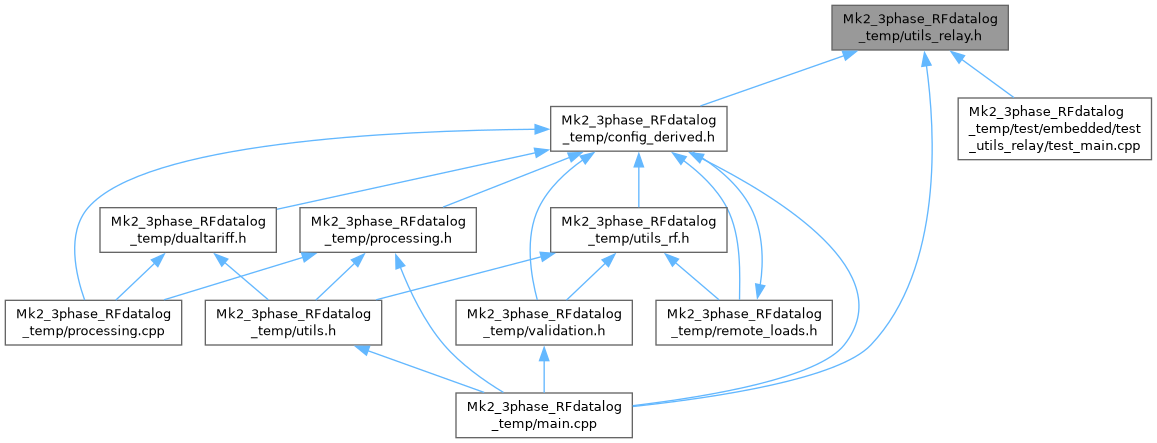 Mk2_3phase_RFdatalog
_temp/utils_relay.h
Mk2_3phase_RFdatalog
_temp/config_derived.h
Mk2_3phase_RFdatalog
_temp/test/embedded/test
_utils_relay/test_main.cpp
Mk2_3phase_RFdatalog
_temp/dualtariff.h
Mk2_3phase_RFdatalog
_temp/processing.h
Mk2_3phase_RFdatalog
_temp/utils_rf.h
Mk2_3phase_RFdatalog
_temp/processing.cpp
Mk2_3phase_RFdatalog
_temp/utils.h
Mk2_3phase_RFdatalog
_temp/validation.h
Mk2_3phase_RFdatalog
_temp/remote_loads.h
Mk2_3phase_RFdatalog
_temp/main.cpp